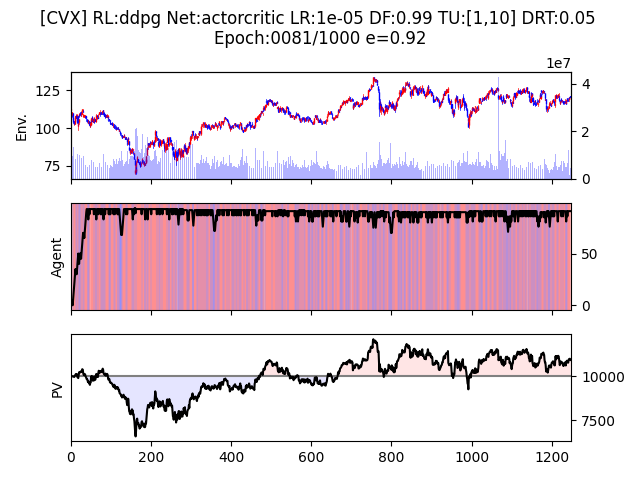 [CVX] RL:ddpg Net:actorcritic LR:1e-05 DF:0.99 TU:[1,10] DRT:0.05
Epoch:0081/1000 e=0.92
1e7
125
100
75
Env.
4
2
0
Agent
50
0
PV
10000
7500
0
200
400
600
800
1000
1200